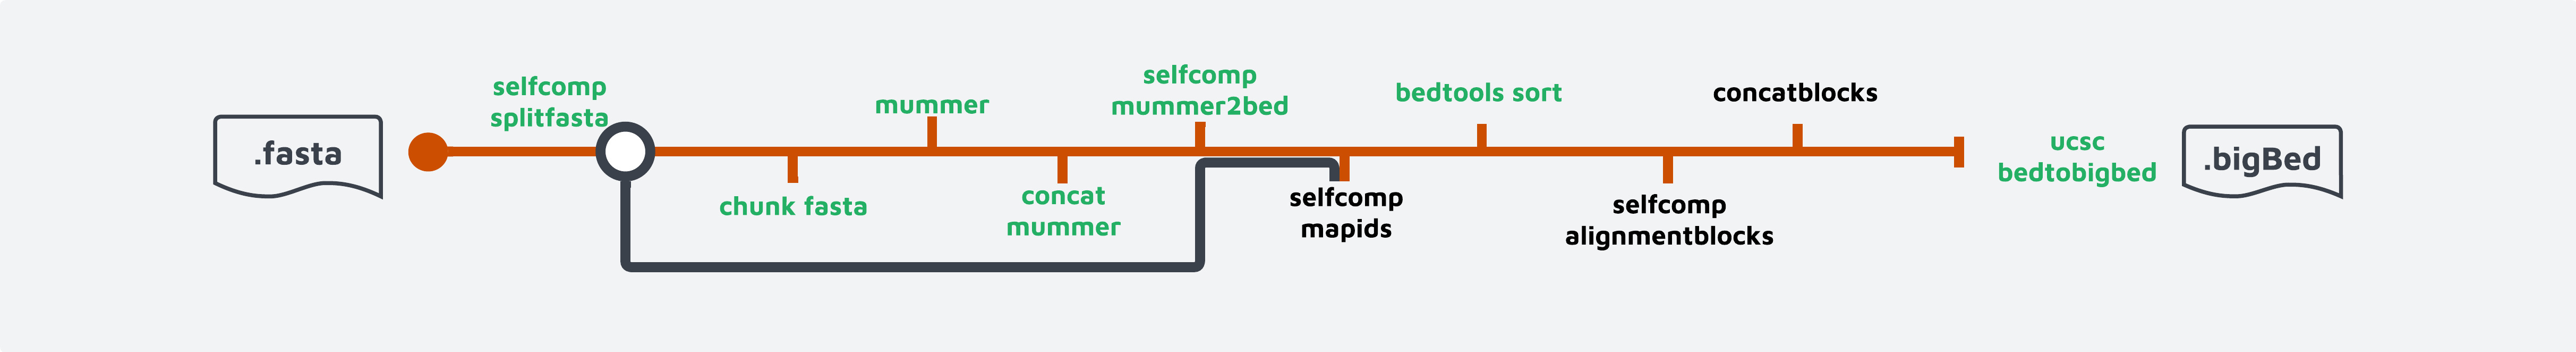 .fasta
selfcomp
splitfasta
chunk fasta
mummer
concat
mummer
selfcomp
mummer2bed
selfcomp
mapids
bedtools sort
selfcomp
alignmentblocks
concatblocks
ucsc
bedtobigbed
.bigBed